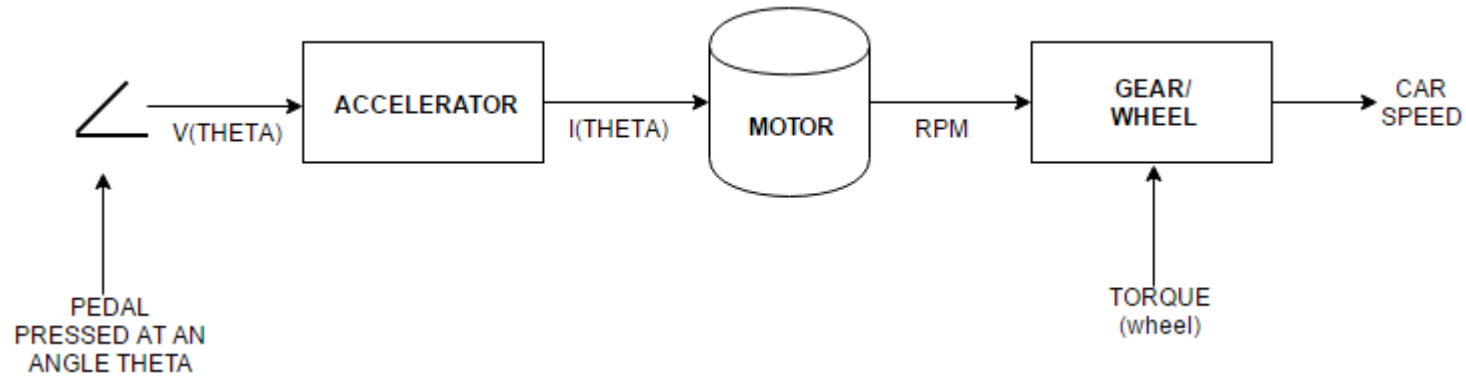 V(THETA)
ACCELERATOR
I(THETA)
MOTOR
RPM
GEAR/
WHEEL
CAR
SPEED
PEDAL
PRESSED AT AN
ANGLE THETA
TORQUE
(wheel)